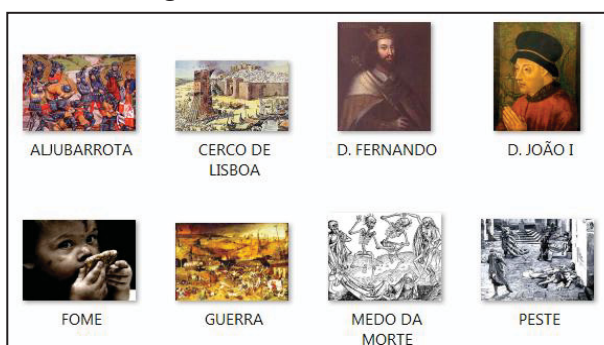 ALJUBARROTA
CERCO DE
LISBOA
D. FERNANDO
D. JOÃO I
FOME
GUERRA
MEDO DA
MORTE
PESTE